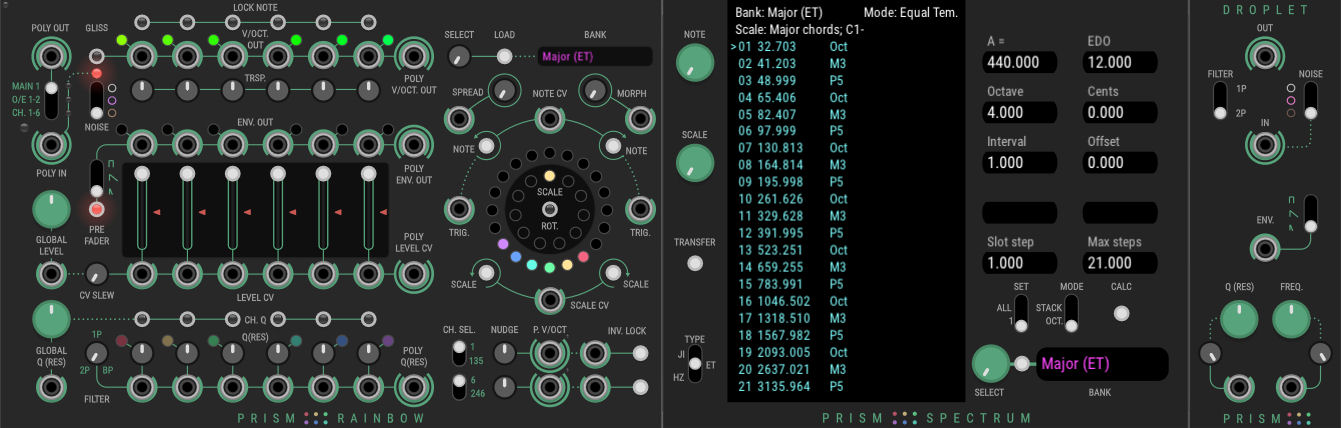 POLY OUT
GLISS
LOCK NOTE
V/OCT.
OUT
MAIN 1
O/E 1-2
CH. 1-6
TRSP.
POLY
V/OCT. OUT
NOISE
ENV. OUT
POLY IN
POLY
ENV. OUT
PRE
FADER
GLOBAL
LEVEL
POLY
LEVEL CV
CV SLEW
LEVEL CV
CH. Q
1P
Q(RES)
GLOBAL
Q (RES)
2P
BP
POLY
Q(RES)
FILTER
SELECT
LOAD
BANK
Major (ET)
SPREAD
NOTE CV
MORPH
NOTE
NOTE
SCALE
ROT.
TRIG.
TRIG.
SCALE
SCALE
SCALE CV
CH. SEL.
NUDGE
P. V/OCT
INV. LOCK
1
135
6
246
PRISM RAINBOW
NOTE
SCALE
TRANSFER
TYPE
JI
ET
HZ
Bank: Major (ET) Mode: Equal Tem.
Scale: Major chords; C1-
>01 32.703 Oct
02 41.203 M3
03 48.999 P5
04 65.406 Oct
05 82.407 M3
06 97.999 P5
07 130.813 Oct
08 164.814 M3
09 195.998 P5
10 261.626 Oct
11 329.628 M3
12 391.995 P5
13 523.251 Oct
14 659.255 M3
15 783.991 P5
16 1046.502 Oct
17 1318.510 M3
18 1567.982 P5
19 2093.005 Oct
20 2637.021 M3
21 3135.964 P5
A = EDO
440.000 12.000
Octave Cents
4.000 0.000
Interval Offset
1.000 0.000
Slot step Max steps
1.000 21.000
SET MODE CALC
ALL STACK
1 OCT.
Major (ET)
SELECT BANK
PRISM SPECTRUM
DROPLET
OUT
FILTER NOISE
1P
2P
IN
ENV.
Q (RES) FREQ.
PRISM